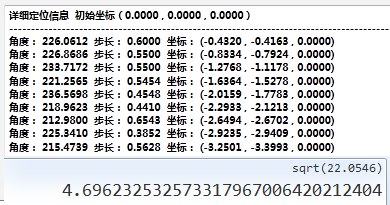 详细定位信息 初始坐标（0.0000，0.0000，0.0000）
角度：226.0612 步长：0.6000 坐标：(-0.4320，-0.4163，0.0000)
角度：226.8686 步长：0.5500 坐标：(-0.8334，-0.7924，0.0000)
角度：233.7172 步长：0.5500 坐标：(-1.2768，-1.1178，0.0000)
角度：221.2565 步长：0.5454 坐标：(-1.6364，-1.5278，0.0000)
角度：236.5698 步长：0.4548 坐标：(-2.0159，-1.7783，0.0000)
角度：218.9623 步长：0.4410 坐标：(-2.2933，-2.1213，0.0000)
角度：212.9800 步长：0.6543 坐标：(-2.6494，-2.6702，0.0000)
角度：225.3410 步长：0.3852 坐标：(-2.9235，-2.9409，0.0000)
角度：215.4739 步长：0.5628 坐标：(-3.2501，-3.3993，0.0000)
sqrt(22.0546)
4.6962325325733179670064202124​04